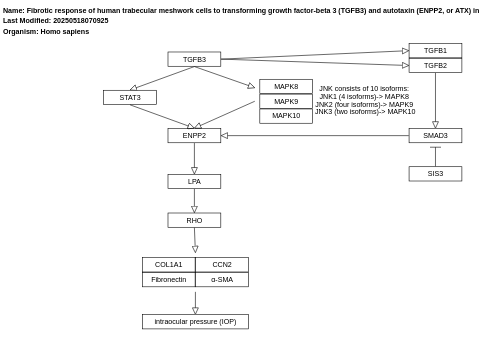 Name: Fibrotic response of human trabecular meshwork cells to transforming growth factor-beta 3 (TGFB3) and autotaxin (ENPP2, or ATX) in
Last Modified: 20250518070925
Organism: Homo sapiens
TGFB1
TGFB3
TGFB2
MAPK8
JNK consists of 10 isoforms:
STAT3
JNK1 (4 isoforms)-> MAPK8
MAPK9
JNK2 (four isoforms)-> MAPK9
MAPK10
JNK3 (two isoforms)-> MAPK10
ENPP2
SMAD3
SIS3
LPA
RHO
COL1A1
CCN2
Fibronectin
α-SMA
intraocular pressure (IOP)